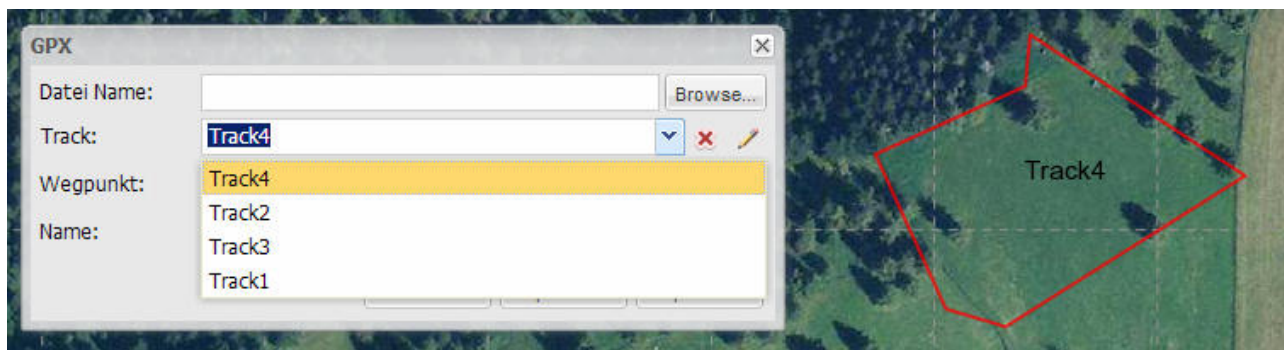 GPX
Datei Name:
Browse...
Track:
Track4
Wegpunkt:
Track4
Track2
Name:
Track3
Track1
Track4